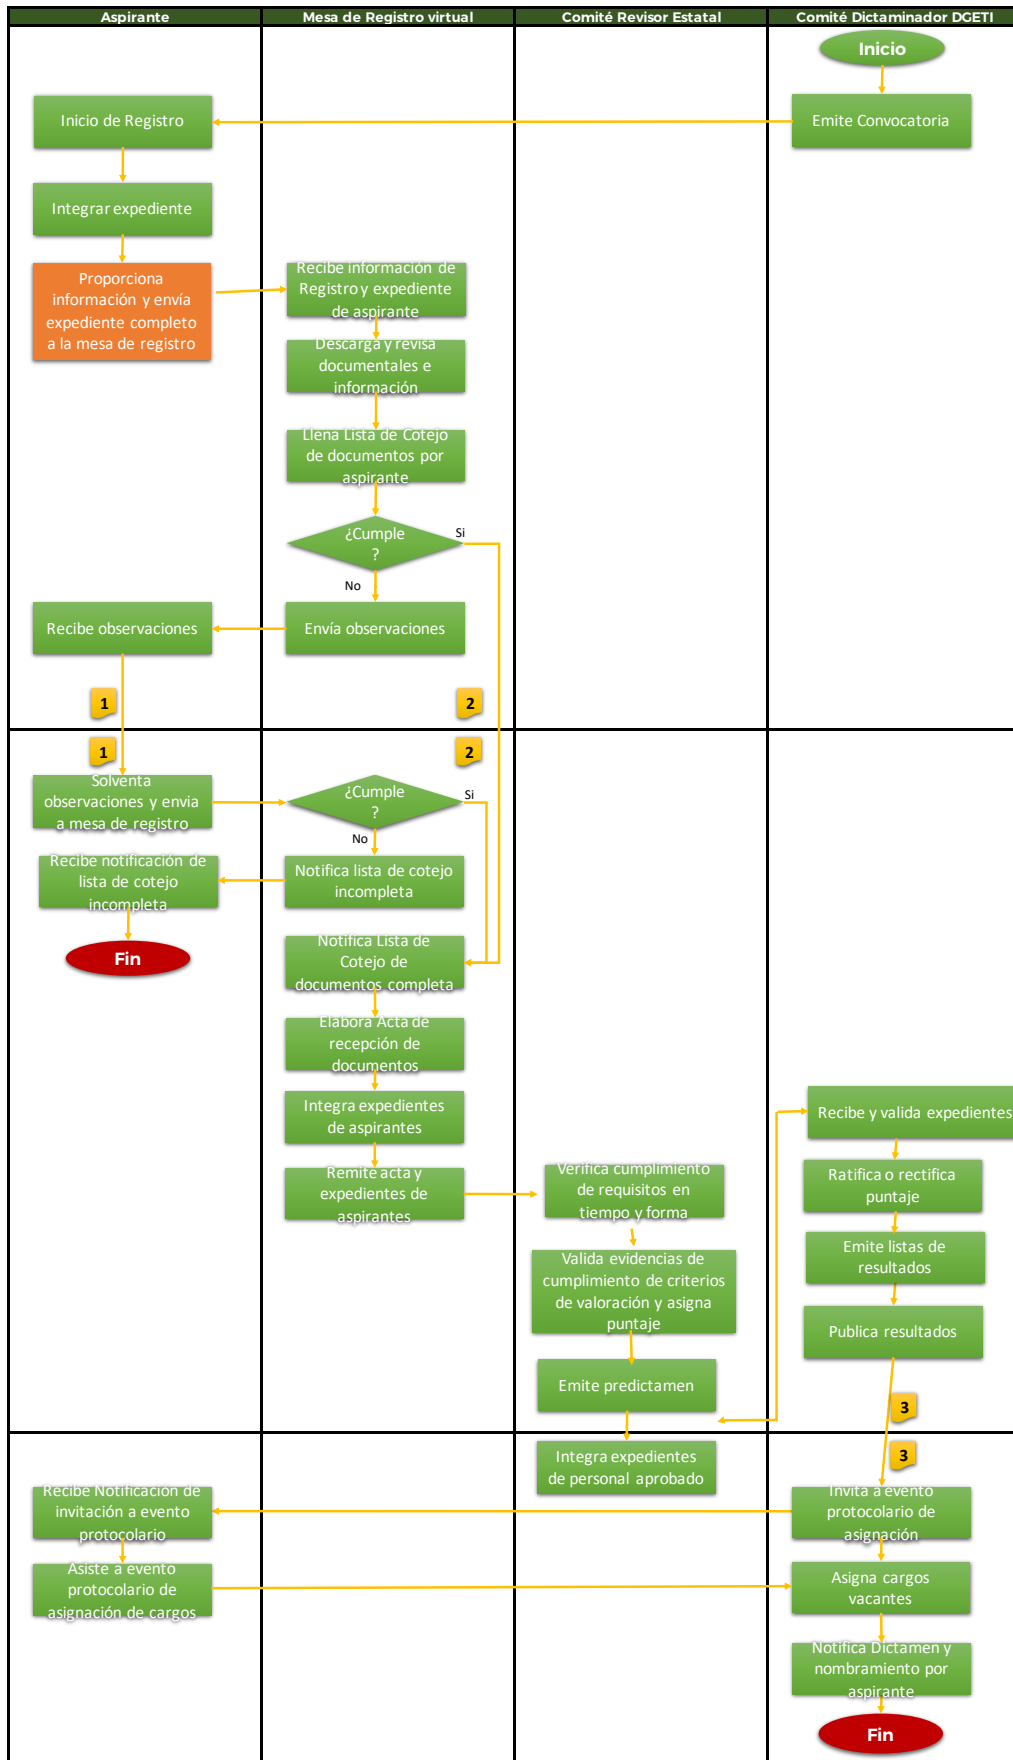 Aspirante
Mesa de Registro virtual
Comité Revisor Estatal
Comité Dictaminador DGETI
Inicio
Inicio de Registro
Emite Convocatoria
Integrar expediente
Proporciona
información y envía
expediente completo
a la mesa de registro
Recibe información de
Registro y expediente
de aspirante
Descarga y revisa
documentales e
información
Llena Lista de Cotejo
de documentos por
aspirante
¿Cumple
?
Si
No
Recibe observaciones
Envía observaciones
1
2
1
2
Solventa
observaciones y envia
a mesa de registro
¿Cumple
?
Si
No
Recibe notificación de
lista de cotejo
incompleta
Notifica lista de cotejo
incompleta
Fin
Notifica Lista de
Cotejo de
documentos completa
Elabora Acta de
recepción de
documentos
Integra expedientes
de aspirantes
Recibe y valida expedientes
Remite acta y
expedientes de
aspirantes
Verifica cumplimiento
de requisitos en
tiempo y forma
Ratifica o rectifica
puntaje
Valida evidencias de
cumplimiento de criterios
de valoración y asigna
puntaje
Emite listas de
resultados
Publica resultados
Emite predictamen
3
3
Integra expedientes
de personal aprobado
Recibe Notificación de
invitación a evento
protocolario
Invita a evento
protocolario de
asignación
Asiste a evento
protocolario de
asignación de cargos
Asigna cargos
vacantes
Notifica Dictamen y
nombramiento por
aspirante
Fin